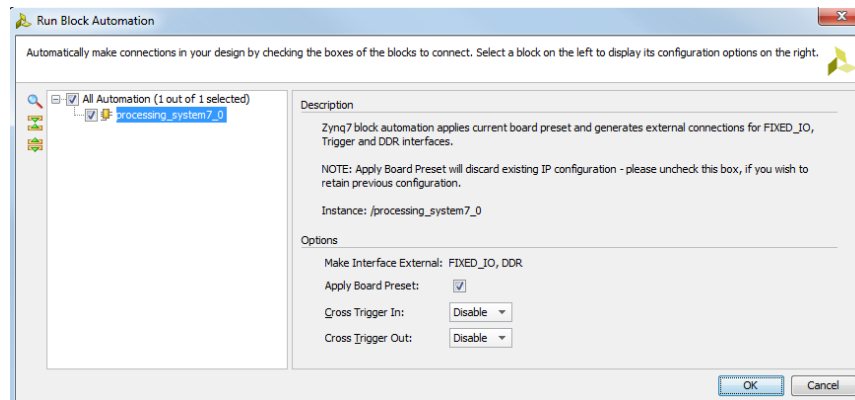 Run Block Automation
Automatically make connections in your design by checking the boxes of the blocks to connect. Select a block on the left to display its configuration options on the right.
All Automation (1 out of 1 selected)
processing_system7_0
Description
Zynq7 block automation applies current board preset and generates external connections for FIXED_IO,
Trigger and DDR interfaces.
NOTE: Apply Board Preset will discard existing IP configuration - please uncheck this box, if you wish to
retain previous configuration.
Instance: /processing_system7_0
Options
Make Interface External: FIXED_IO, DDR
Apply Board Preset:
Cross Trigger In: Disable
Cross Trigger Out: Disable
OK Cancel